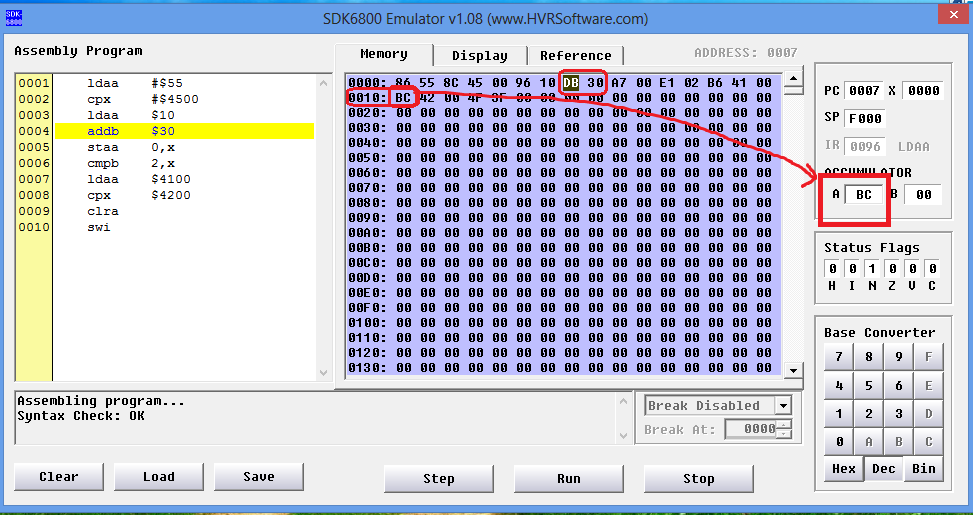 SDK-
6800
SDK6800 Emulator v1.08 (www.HVRSoftware.com)
Assembly Program
Memory Display Reference ADDRESS: 0007
0001 ldaa #$55
0002 cpx #$4500
0003 ldaa $10
0004 addb $30
0005 staa 0,x
0006 cmpb 2,x
0007 ldaa $4100
0008 cpx $4200
0009 clra
0010 swi
0000: 86 55 8C 45 00 96 10 DB 30 A7 00 E1 02 B6 41 00
0010: BC 42 00 4F 3F 00 00 00 00 00 00 00 00 00 00 00
0020: 00 00 00 00 00 00 00 00 00 00 00 00 00 00 00 00
0030: 00 00 00 00 00 00 00 00 00 00 00 00 00 00 00 00
0040: 00 00 00 00 00 00 00 00 00 00 00 00 00 00 00 00
0050: 00 00 00 00 00 00 00 00 00 00 00 00 00 00 00 00
0060: 00 00 00 00 00 00 00 00 00 00 00 00 00 00 00 00
0070: 00 00 00 00 00 00 00 00 00 00 00 00 00 00 00 00
0080: 00 00 00 00 00 00 00 00 00 00 00 00 00 00 00 00
0090: 00 00 00 00 00 00 00 00 00 00 00 00 00 00 00 00
00A0: 00 00 00 00 00 00 00 00 00 00 00 00 00 00 00 00
00B0: 00 00 00 00 00 00 00 00 00 00 00 00 00 00 00 00
00C0: 00 00 00 00 00 00 00 00 00 00 00 00 00 00 00 00
00D0: 00 00 00 00 00 00 00 00 00 00 00 00 00 00 00 00
00E0: 00 00 00 00 00 00 00 00 00 00 00 00 00 00 00 00
00F0: 00 00 00 00 00 00 00 00 00 00 00 00 00 00 00 00
0100: 00 00 00 00 00 00 00 00 00 00 00 00 00 00 00 00
0110: 00 00 00 00 00 00 00 00 00 00 00 00 00 00 00 00
0120: 00 00 00 00 00 00 00 00 00 00 00 00 00 00 00 00
0130: 00 00 00 00 00 00 00 00 00 00 00 00 00 00 00 00
PC 0007 X 0000
SP F000
IR 0096 LDAA
ACCUMULATOR
A BC B 00
Status Flags
0 0 1 0 0 0
H I N Z V C
Base Converter
7 8 9 F
4 5 6 E
1 2 3 D
0 A B C
Hex Dec Bin
Assembling program...
Syntax Check: OK
Break Disabled
Break At: 0000
Clear Load Save Step Run Stop